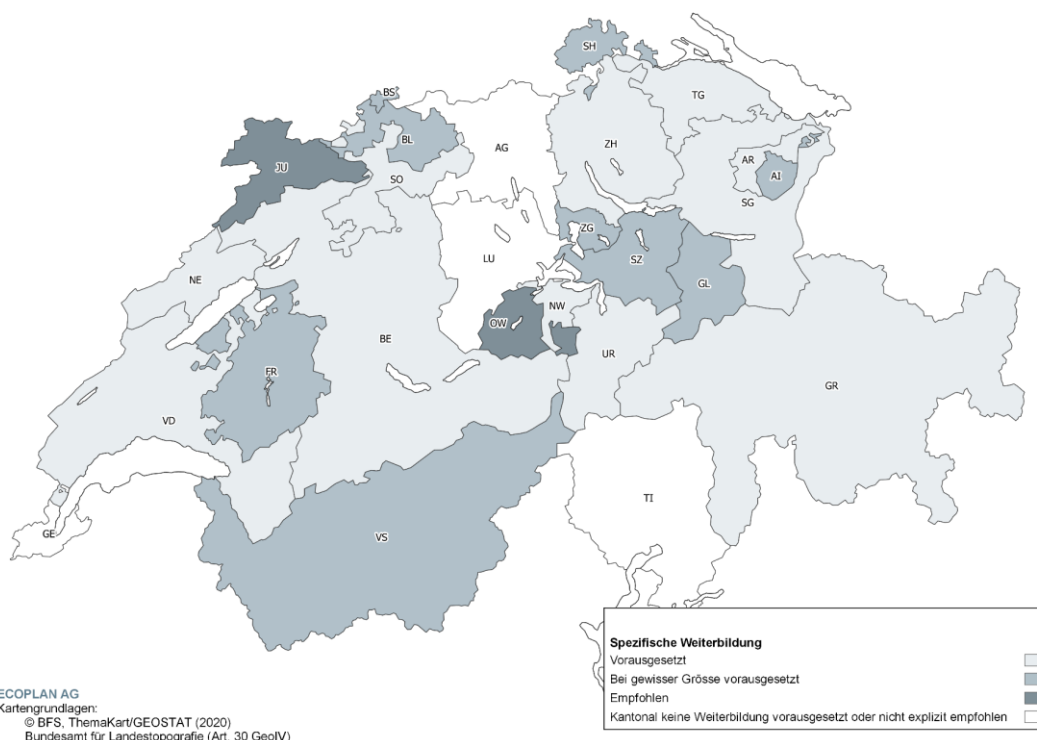 SH
BS
TG
BL
AG
ZH
JU
AR
AI
SO
SG
ZG
LU
SZ
NE
GL
NW
OW
BE
UR
FR
GR
VD
TI
GE
VS
Spezifische Weiterbildung
Vorausgesetzt
Bei gewisser Grösse vorausgesetzt
Empfohlen
Kantonal keine Weiterbildung vorausgesetzt oder nicht explizit empfohlen
ECOPLAN AG
Kartengrundlagen:
© BFS, ThemaKart/GEOSTAT (2020)
Bundesamt für Landestopografie (Art. 30 GeoIV)